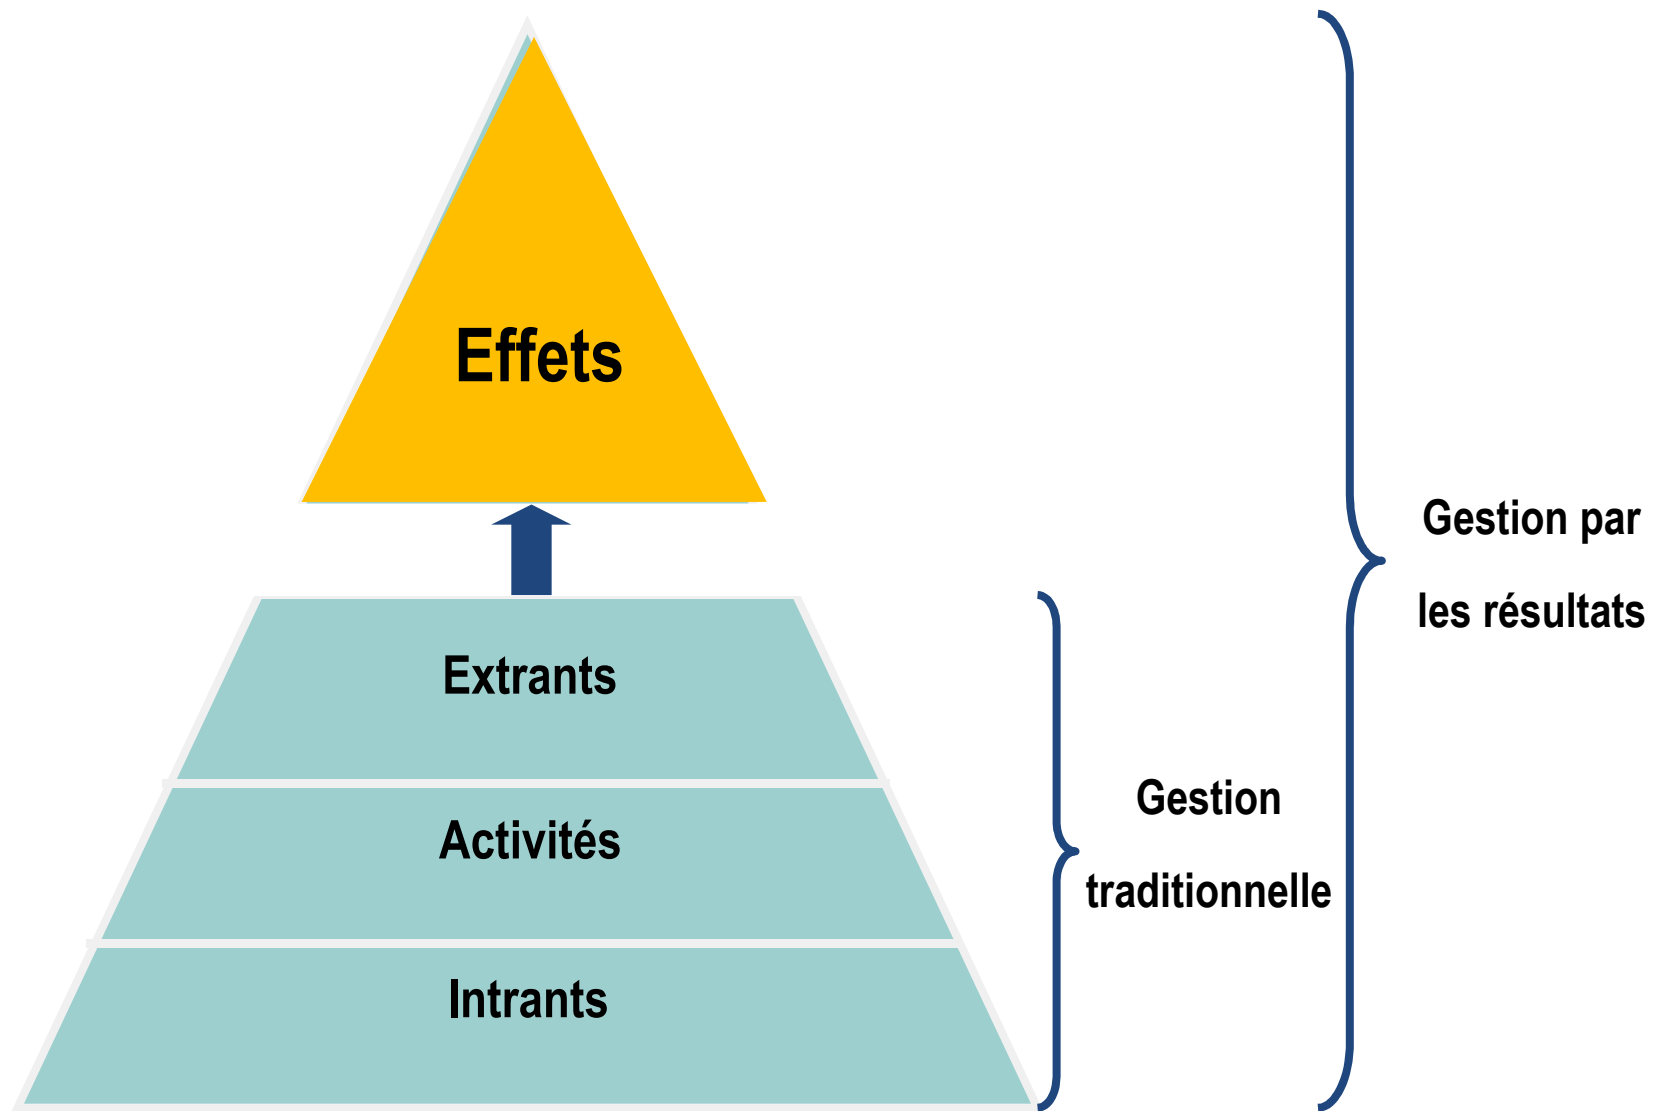 Effets
Gestion par
les résultats
Extrants
Gestion
traditionnelle
Activités
Intrants